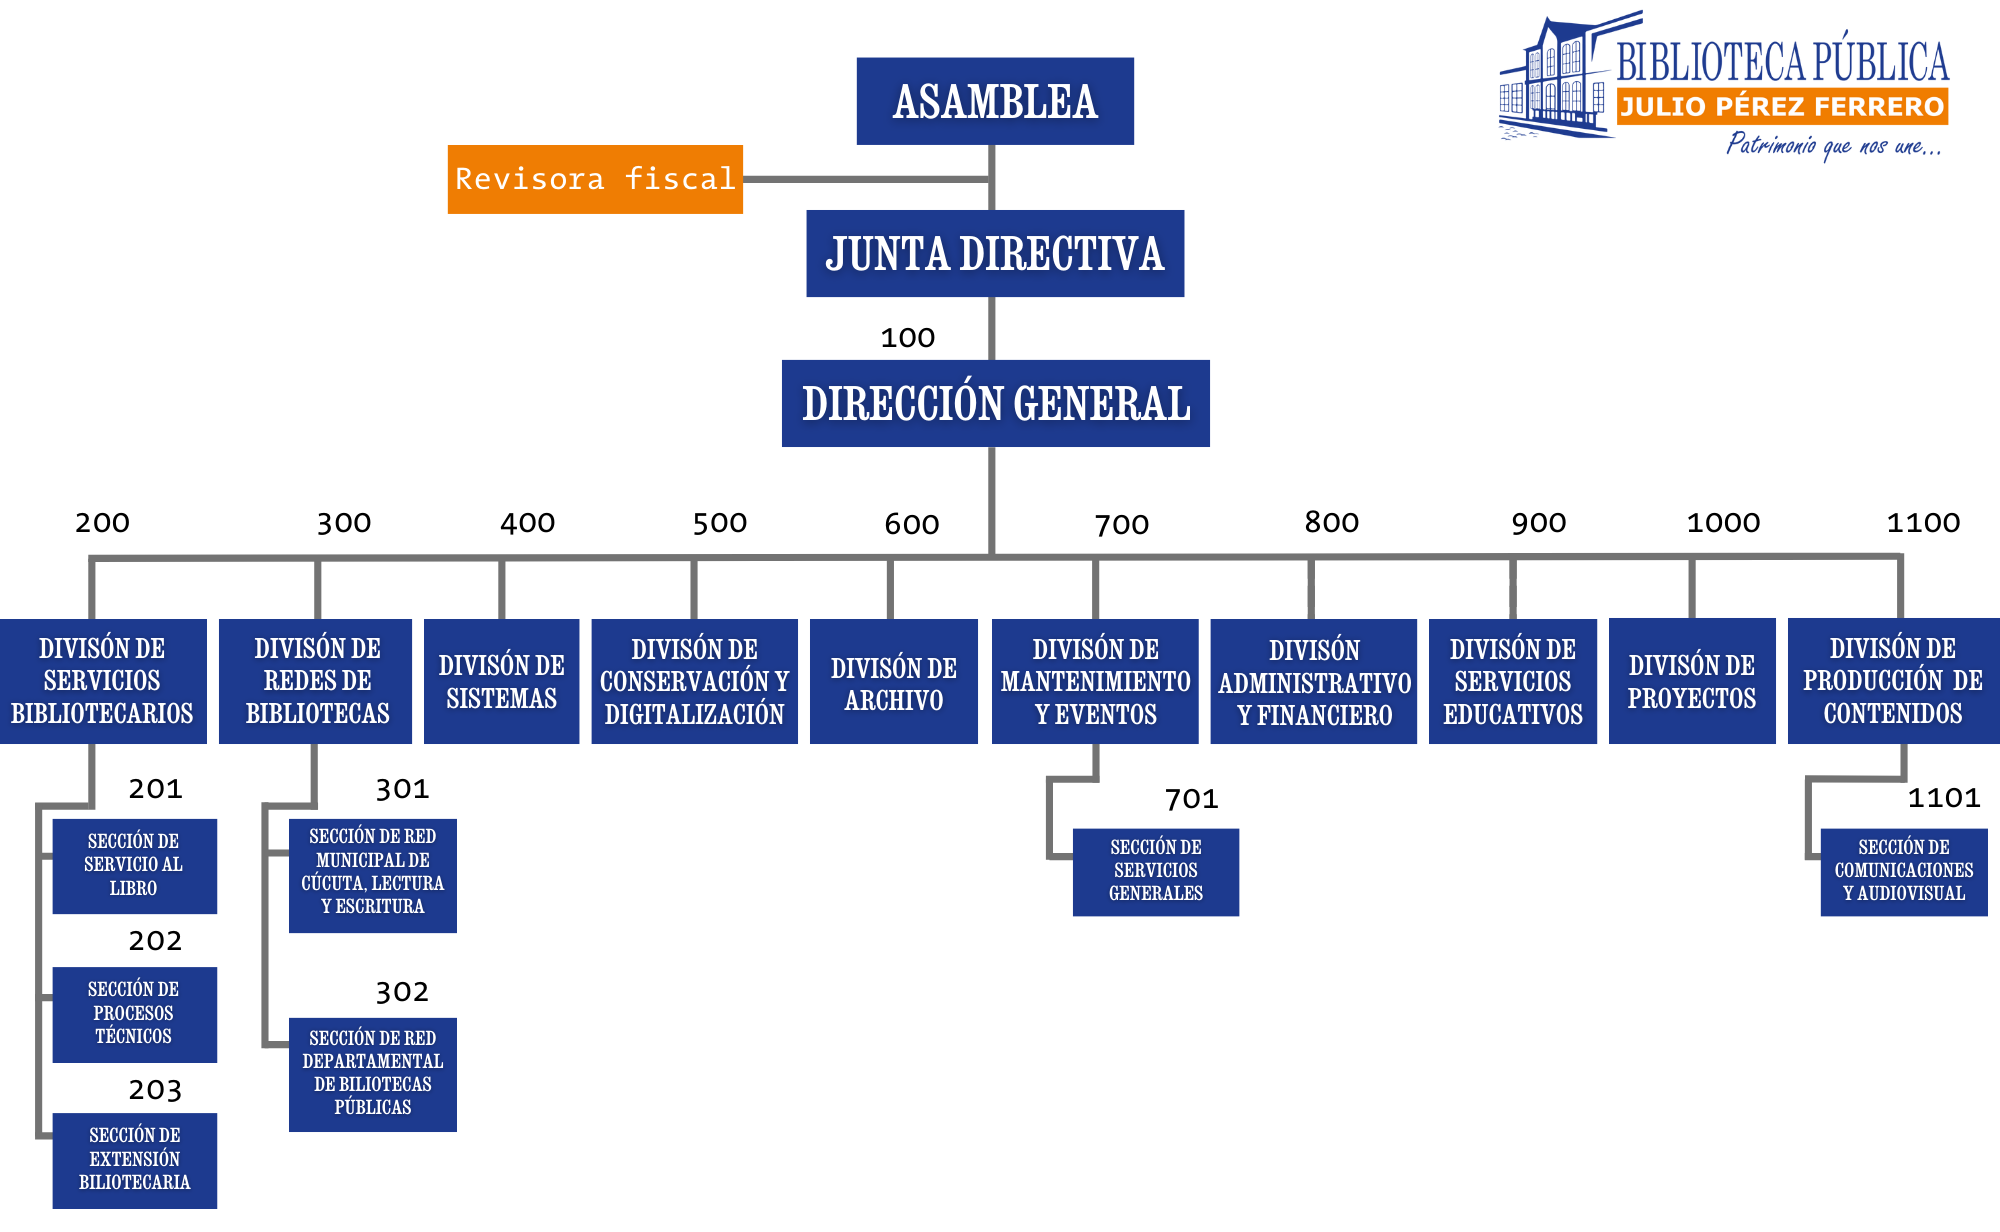 BIBLIOTECA PÚBLICA
JULIO PÉREZ FERRERO
Patrimonio que nos une...
ASAMBLEA
Revisora fiscal
JUNTA DIRECTIVA
100
DIRECCIÓN GENERAL
200
300
400
500
600
700
800
900
1000
1100
DIVISÓN DE
SERVICIOS
BIBLIOTECARIOS
DIVISÓN DE
REDES DE
BIBLIOTECAS
DIVISÓN DE
SISTEMAS
DIVISÓN DE
CONSERVACIÓN Y
DIGITALIZACIÓN
DIVISÓN DE
ARCHIVO
DIVISÓN DE
MANTENIMIENTO
Y EVENTOS
DIVISÓN
ADMINISTRATIVO
Y FINANCIERO
DIVISÓN DE
SERVICIOS
EDUCATIVOS
DIVISÓN DE
PROYECTOS
DIVISÓN DE
PRODUCCIÓN DE
CONTENIDOS
201
SECCIÓN DE
SERVICIO AL
LIBRO
202
SECCIÓN DE
PROCESOS
TÉCNICOS
203
SECCIÓN DE
EXTENSIÓN
BILIOTECARIA
301
SECCIÓN DE RED
MUNICIPAL DE
CÚCUTA, LECTURA
Y ESCRITURA
302
SECCIÓN DE RED
DEPARTAMENTAL
DE BILIOTECAS
PÚBLICAS
701
SECCIÓN DE
SERVICIOS
GENERALES
1101
SECCIÓN DE
COMUNICACIONES
Y AUDIOVISUAL